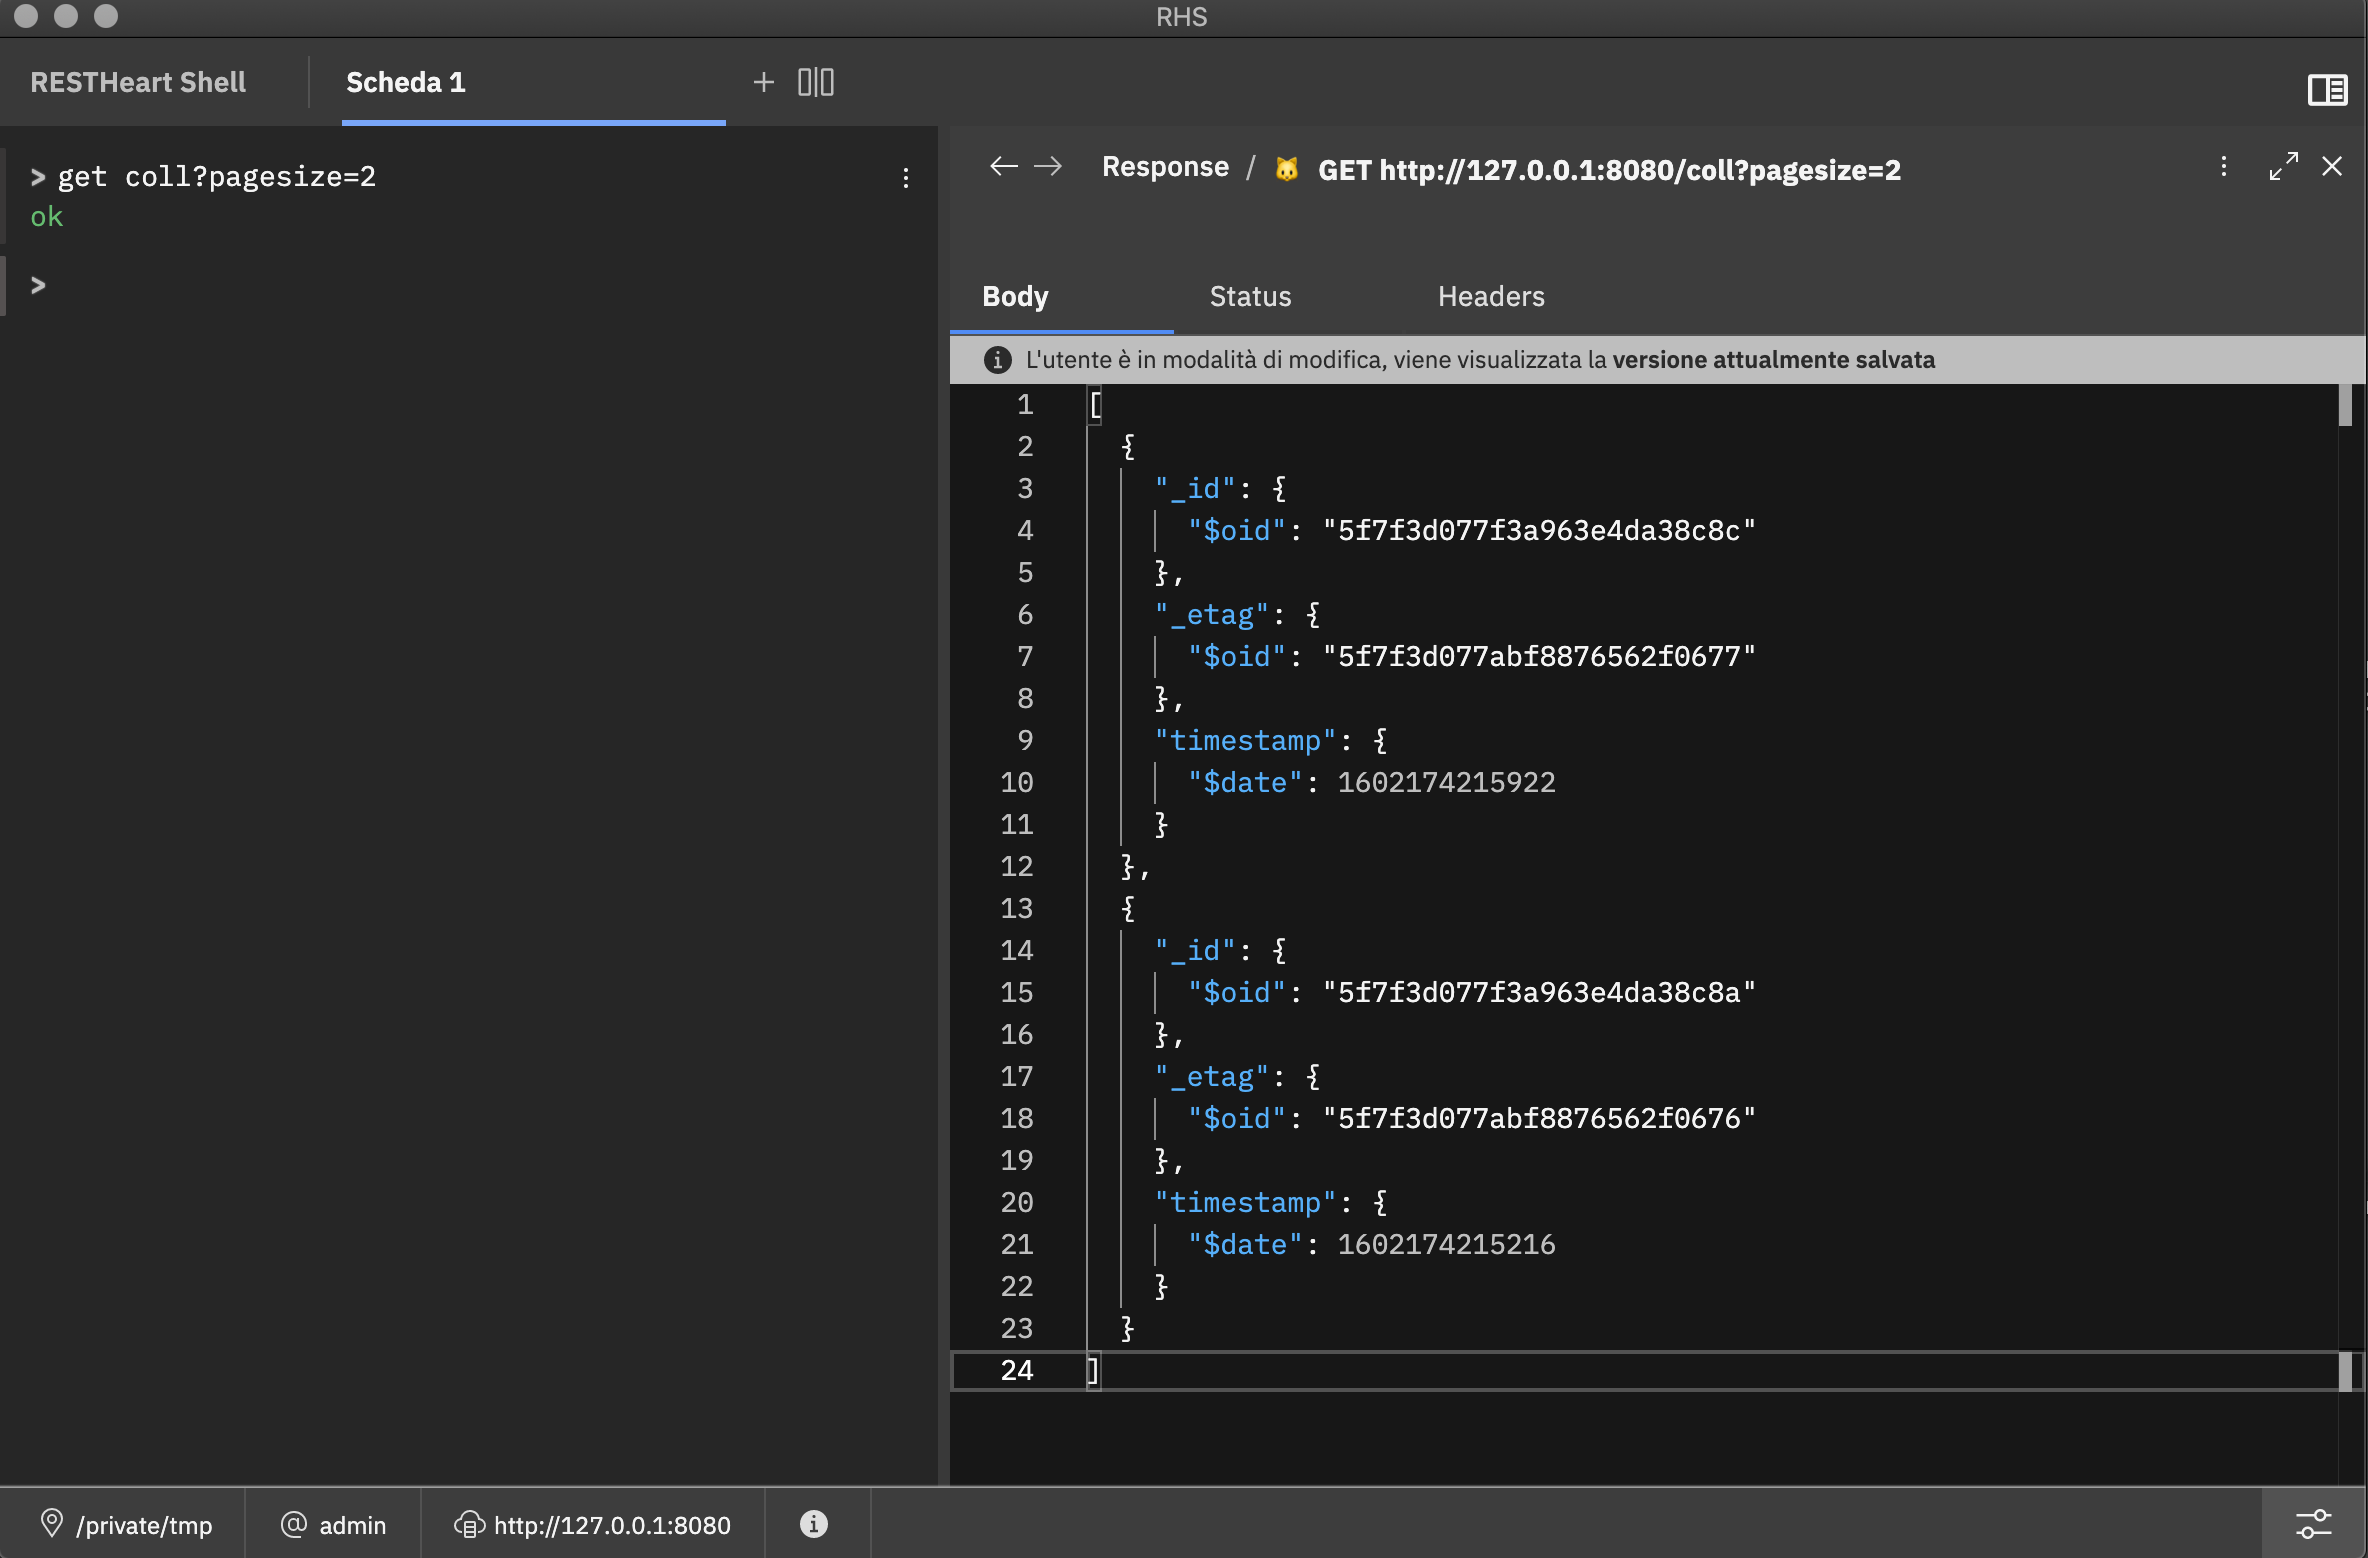 RHS
RESTHeart Shell
Scheda 1
> get coll?pagesize=2
ok
>
Response / GET http://127.0.0.1:8080/coll?pagesize=2
Body Status Headers
L'utente è in modalità di modifica, viene visualizzata la versione attualmente salvata
1 [
2 {
3 "_id": {
4 "$oid": "5f7f3d077f3a963e4da38c8c"
5 },
6 "_etag": {
7 "$oid": "5f7f3d077abf8876562f0677"
8 },
9 "timestamp": {
10 "$date": 1602174215922
11 }
12 },
13 {
14 "_id": {
15 "$oid": "5f7f3d077f3a963e4da38c8a"
16 },
17 "_etag": {
18 "$oid": "5f7f3d077abf8876562f0676"
19 },
20 "timestamp": {
21 "$date": 1602174215216
22 }
23 }
24 ]
/private/tmp
@ admin
http://127.0.0.1:8080